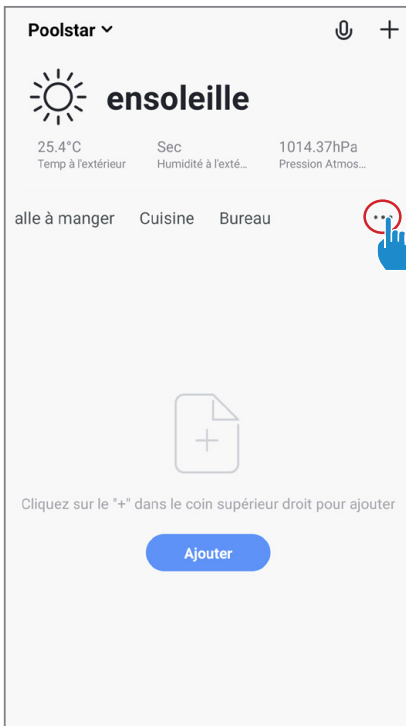 Poolstar
ensoleille
25.4°C Sec 1014.37hPa
Temp à l'extérieur Humidité à l'exté... Pression Atmos...
alle à manger Cuisine Bureau
Cliquez sur le "+" dans le coin supérieur droit pour ajouter
Ajouter